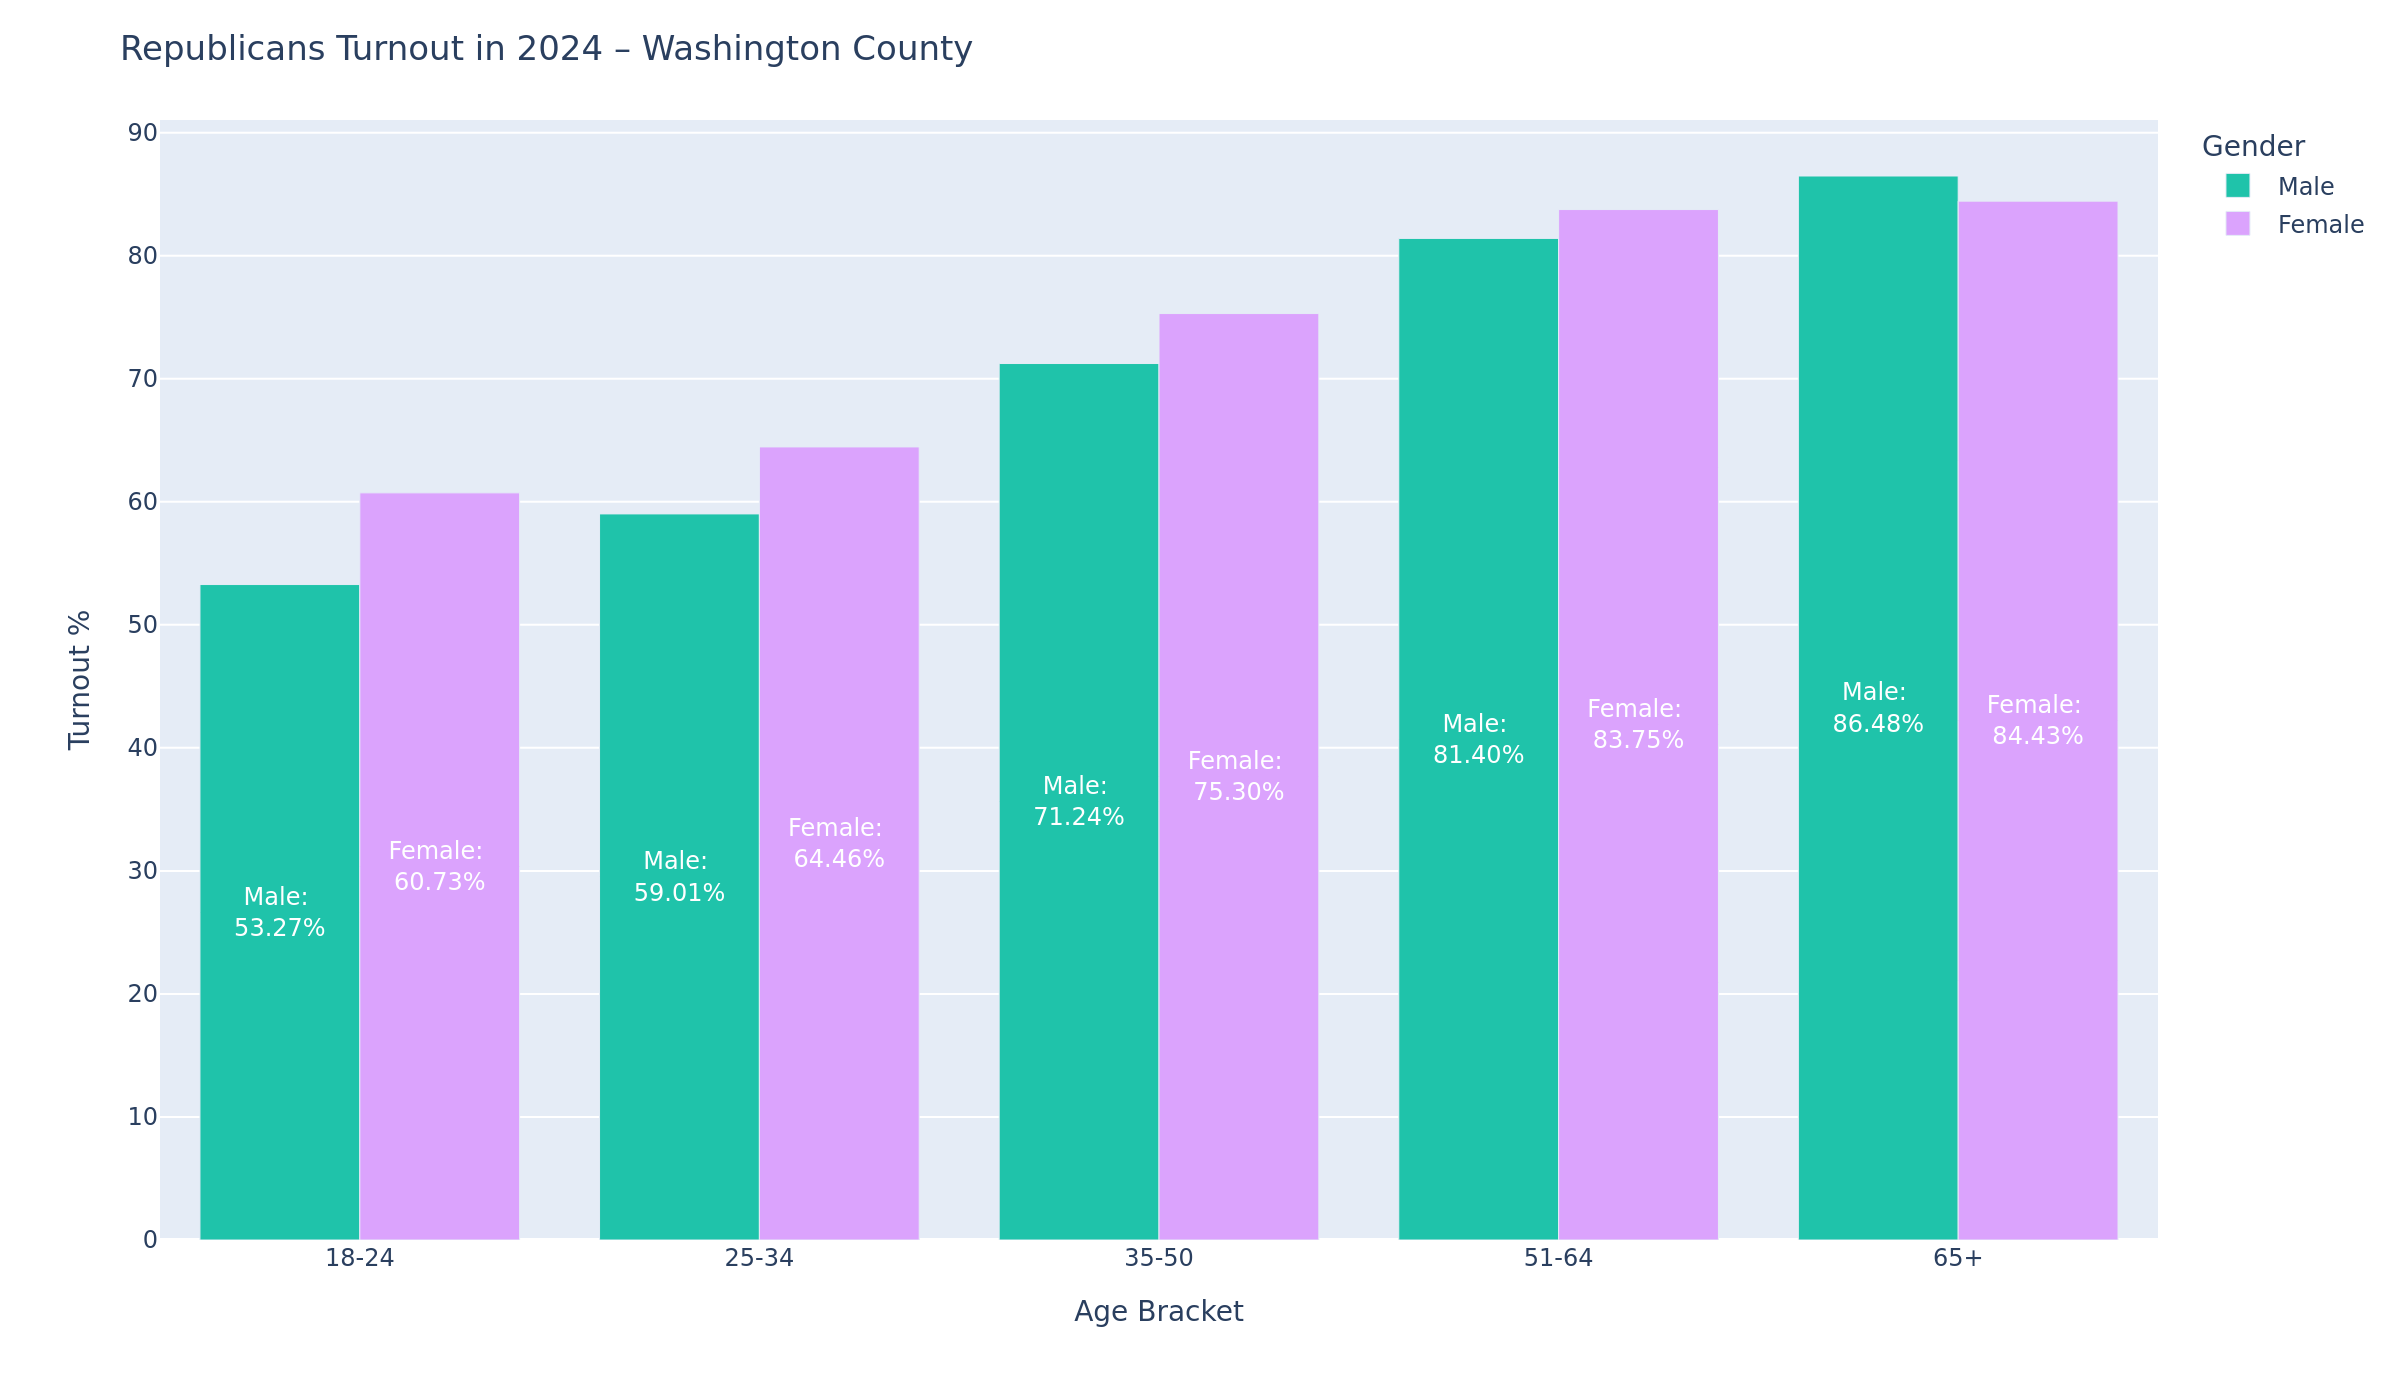 Republicans Turnout in 2024 – Washington County
Gender
Male
Female
90
80
70
60
50
40
30
20
10
0
Turnout %
Male:
53.27%
Female:
60.73%
Male:
59.01%
Female:
64.46%
Male:
71.24%
Female:
75.30%
Male:
81.40%
Female:
83.75%
Male:
86.48%
Female:
84.43%
18-24
25-34
35-50
51-64
65+
Age Bracket